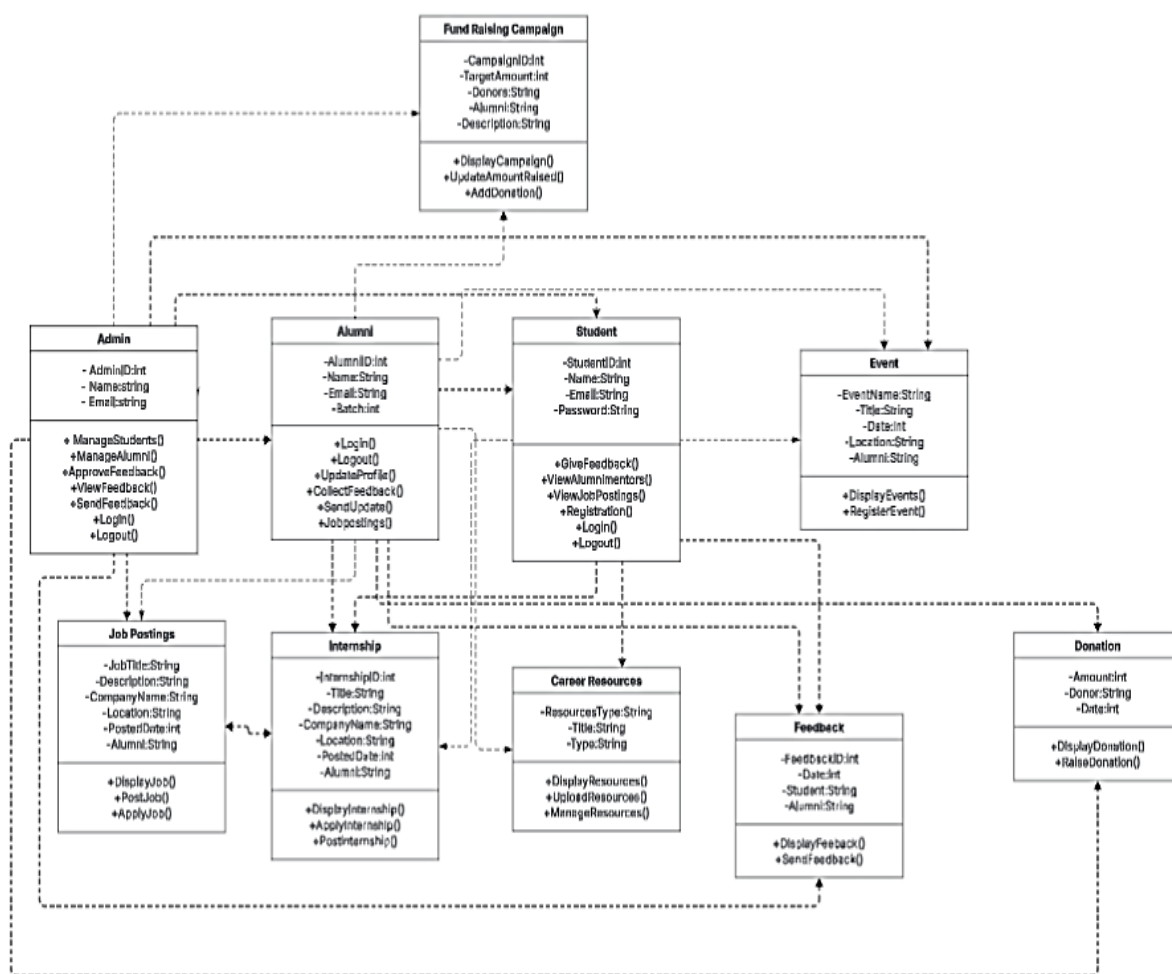 Fund Raising Campaign
-CampaignID:int
-TargetAmount:int
-Donors:String
-Alumni:String
-Description:String
+DisplayCampaign()
+UpdateAmountRaised()
+AddDonation()
Admin
- AdminID:int
- Name:string
- Email:string
+ ManageStudents()
+ManageAlumni()
+ApproveFeedback()
+ViewFeedback()
+SendFeedback()
+Login()
+Logout()
Alumni
-AlumniID:int
-Name:String
-Email:String
-Batch:int
+Login()
+Logout()
+UpdateProfile()
+CollectFeedback()
+SendUpdate()
+Jobpostings()
Student
-StudentID:int
-Name:String
-Email:String
-Password:String
+GiveFeedback()
+ViewAlumnimentors()
+ViewJobPostings()
+Registration()
+Login()
+Logout()
Event
-EventName:String
-Title:String
-Date:int
-Location:String
-Alumni:String
+DisplayEvents()
+RegisterEvent()
Job Postings
-JobTitle:String
-Description:String
-CompanyName:String
-Location:String
-PostedDate:int
-Alumni:String
+DisplayJob()
+PostJob()
+ApplyJob()
Internship
-InternshipID:int
-Title:String
-Description:String
-CompanyName:String
-Location:String
-PostedDate:int
-Alumni:String
+DisplayInternship()
+ApplyInternship()
+PostInternship()
Career Resources
-ResourcesType:String
-Title:String
-Type:String
+DisplayResources()
+UploadResources()
+ManageResources()
Feedback
-FeedbackID:int
-Date:int
-Student:String
-Alumni:String
+DisplayFeeback()
+SendFeedback()
Donation
-Amount:int
-Donor:String
-Date:int
+DisplayDonation()
+RaiseDonation()